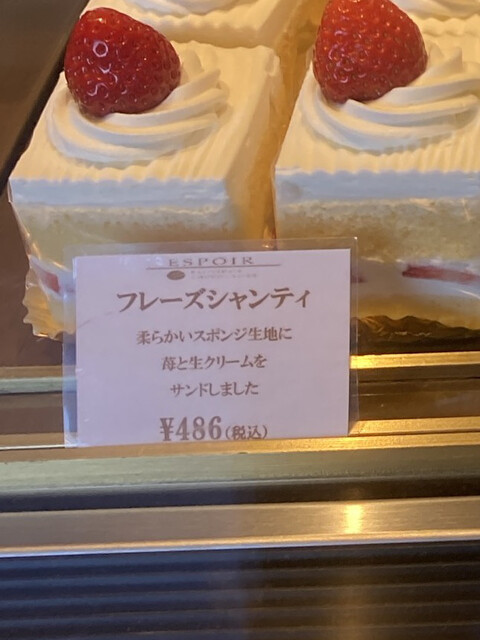 ESPOIR
フレーズシャンティ
柔らかいスポンジ生地に
苺と生クリームを
サンドしました
¥486(税込)